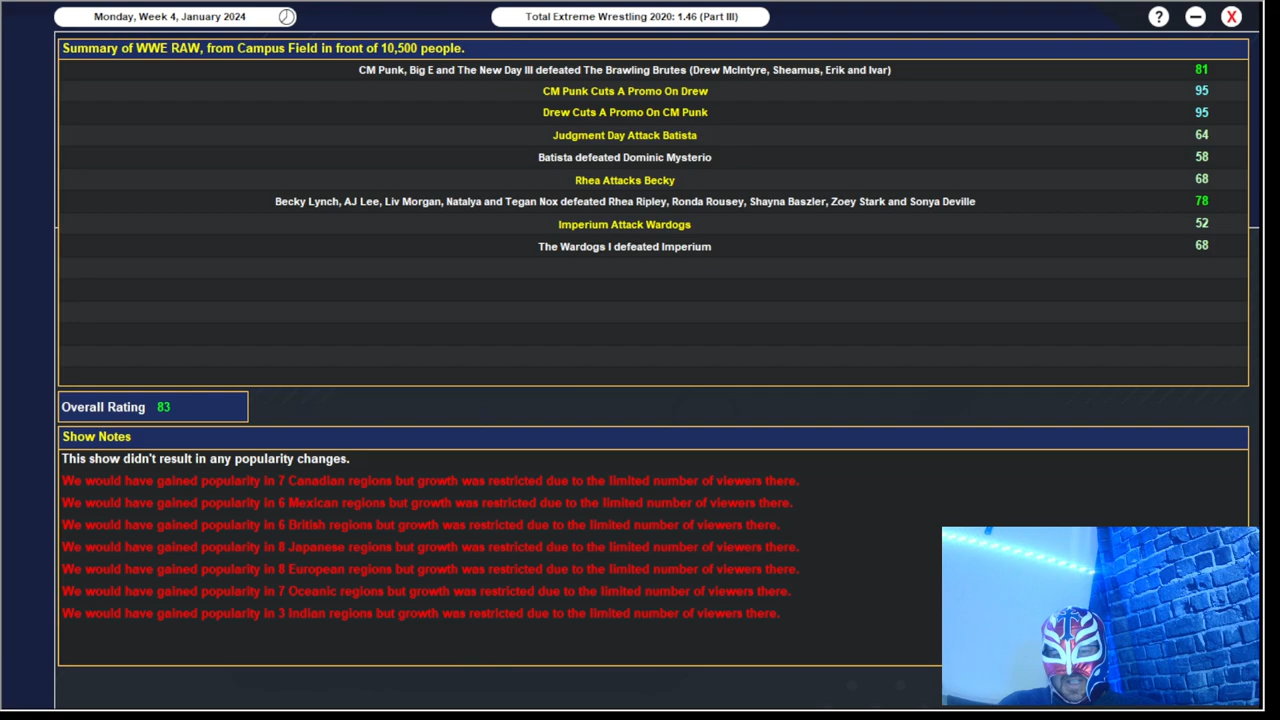 Monday, Week 4, January 2024
Total Extreme Wrestling 2020: 1.46 (Part III)
? X
Summary of WWE RAW, from Campus Field in front of 10,500 people.
CM Punk, Big E and The New Day III defeated The Brawling Brutes (Drew McIntyre, Sheamus, Erik and Ivar) 81
CM Punk Cuts A Promo On Drew 95
Drew Cuts A Promo On CM Punk 95
Judgment Day Attack Batista 64
Batista defeated Dominic Mysterio 58
Rhea Attacks Becky 68
Becky Lynch, AJ Lee, Liv Morgan, Natalya and Tegan Nox defeated Rhea Ripley, Ronda Rousey, Shayna Baszler, Zoey Stark and Sonya Deville 78
Imperium Attack Wardogs 52
The Wardogs I defeated Imperium 68
Overall Rating 83
Show Notes
This show didn't result in any popularity changes.
We would have gained popularity in 7 Canadian regions but growth was restricted due to the limited number of viewers there.
We would have gained popularity in 6 Mexican regions but growth was restricted due to the limited number of viewers there.
We would have gained popularity in 6 British regions but growth was restricted due to the limited number of viewers there.
We would have gained popularity in 8 Japanese regions but growth was restricted due to the limited number of viewers there.
We would have gained popularity in 8 European regions but growth was restricted due to the limited number of viewers there.
We would have gained popularity in 7 Oceanic regions but growth was restricted due to the limited number of viewers there.
We would have gained popularity in 3 Indian regions but growth was restricted due to the limited number of viewers there.